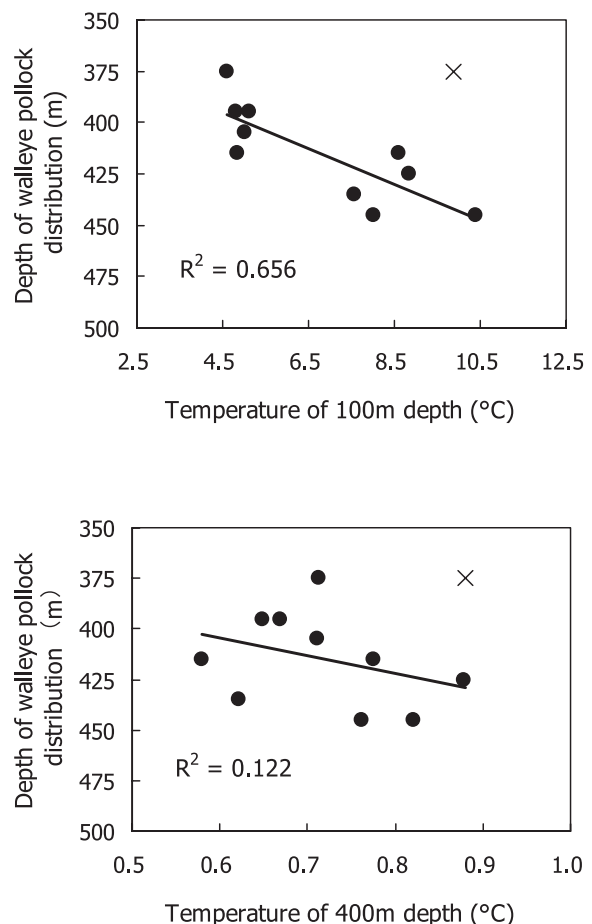 350
375
400
425
450
475
500
Depth of walleye pollock
distribution (m)
R² = 0.656
2.5 4.5 6.5 8.5 10.5 12.5
Temperature of 100m depth (°C)
350
375
400
425
450
475
500
Depth of walleye pollock
distribution (m)
R² = 0.122
0.5 0.6 0.7 0.8 0.9 1.0
Temperature of 400m depth (°C)